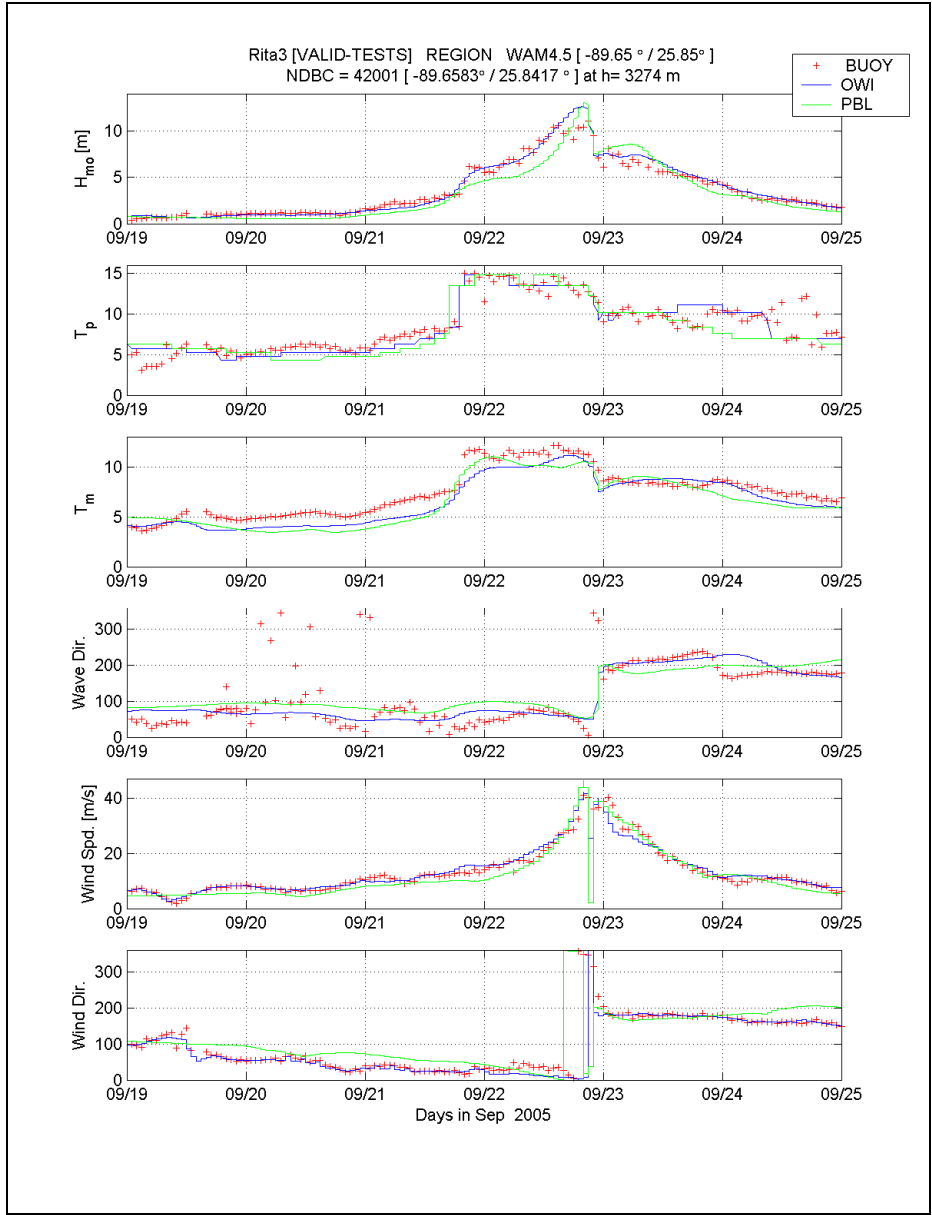 Rita3 [VALID-TESTS] REGION WAM4.5 [ -89.65 ° / 25.85° ]
NDBC = 42001 [ -89.6583° / 25.8417 ° ] at h= 3274 m
BUOY
OWI
PBL
H_mo [m]
10
5
0
09/19 09/20 09/21 09/22 09/23 09/24 09/25
T_p
15
10
5
0
09/19 09/20 09/21 09/22 09/23 09/24 09/25
T_m
10
5
0
09/19 09/20 09/21 09/22 09/23 09/24 09/25
Wave Dir.
300
200
100
0
09/19 09/20 09/21 09/22 09/23 09/24 09/25
Wind Spd. [m/s]
40
20
0
09/19 09/20 09/21 09/22 09/23 09/24 09/25
Wind Dir.
300
200
100
0
09/19 09/20 09/21 09/22 09/23 09/24 09/25
Days in Sep 2005